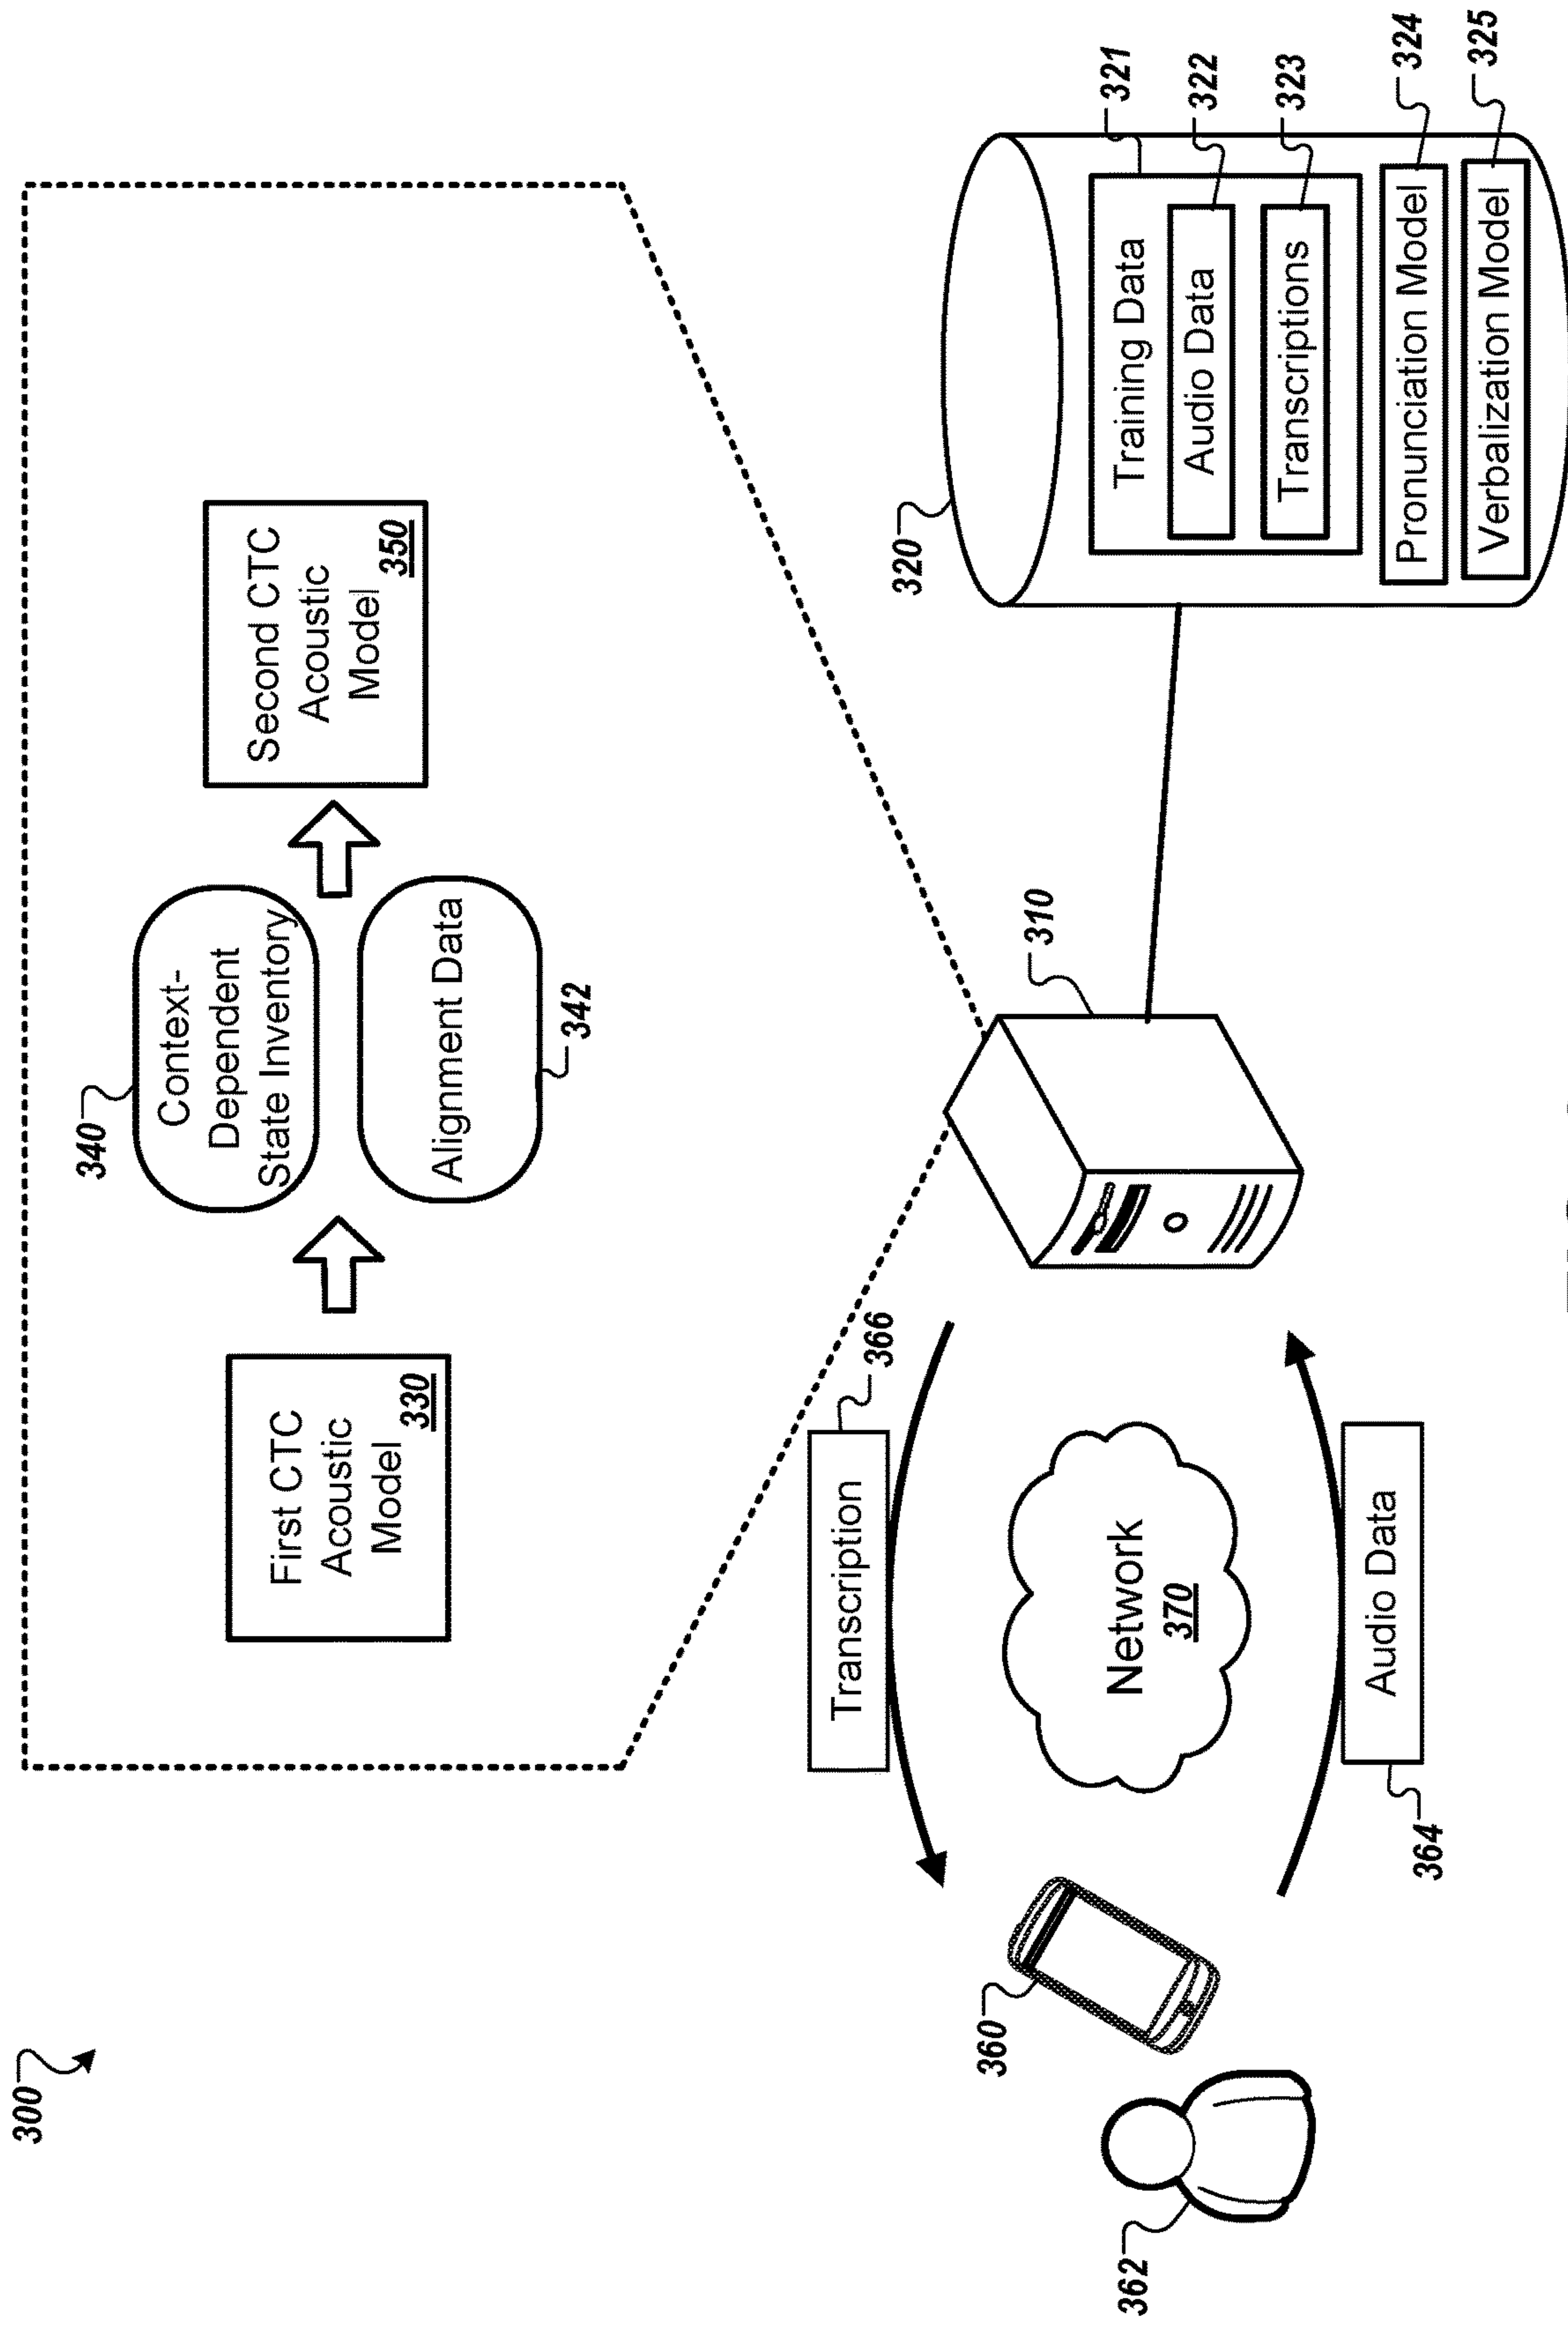 300
First CTC
Acoustic
Model
330
340
Context-
Dependent
State Inventory
Alignment Data
342
Second CTC
Acoustic
Model
350
362
360
Transcription
366
Network
370
Audio Data
364
310
320
Training Data
321
Audio Data
322
Transcriptions
323
Pronunciation Model
324
Verbalization Model
325